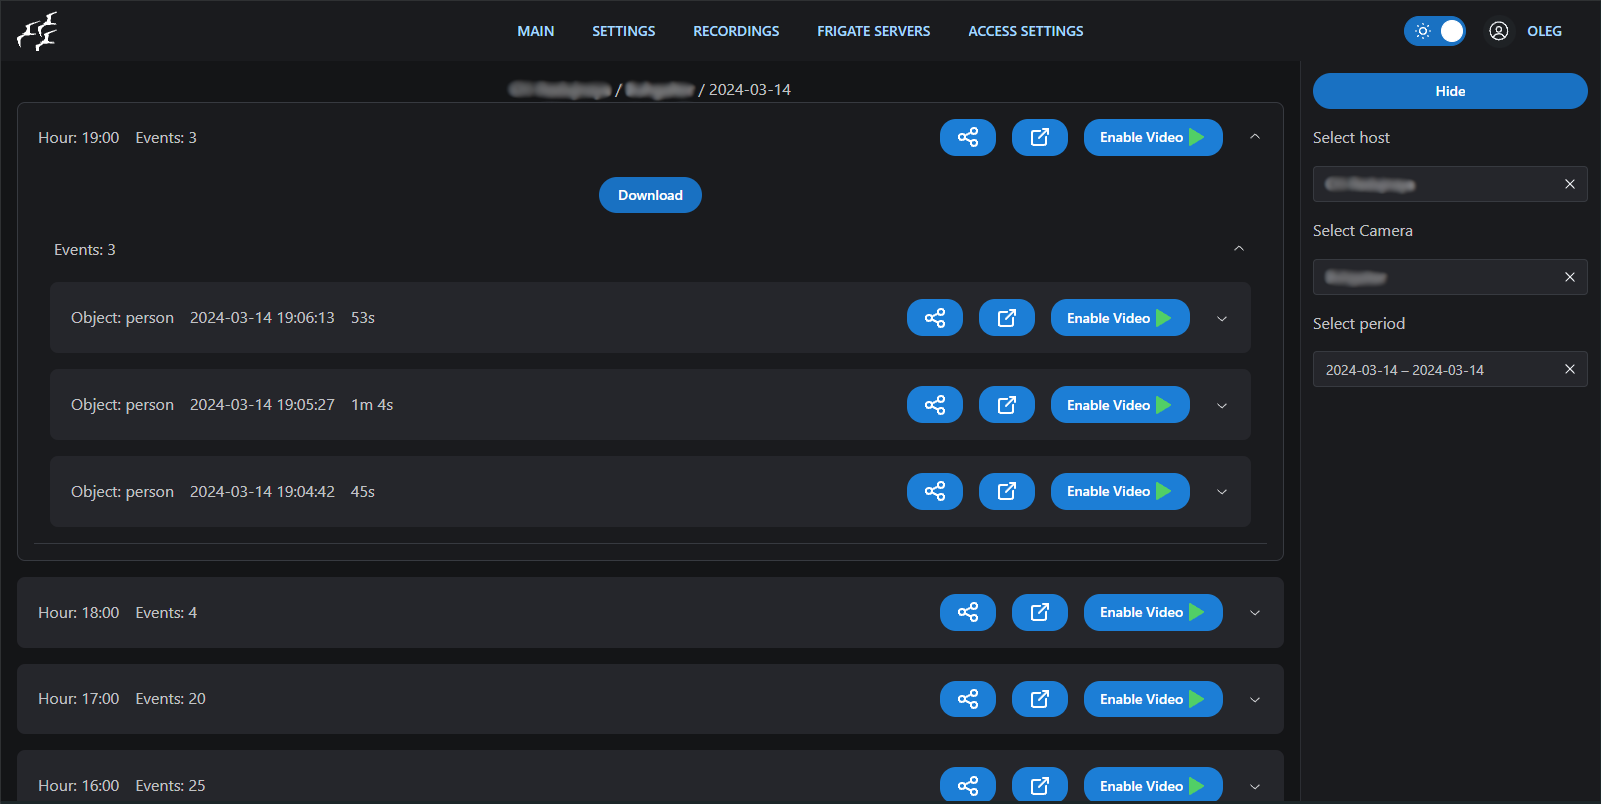 MAIN SETTINGS RECORDINGS FRIGATE SERVERS ACCESS SETTINGS OLEG
/ / 2024-03-14
Hour: 19:00 Events: 3 Enable Video
Download
Events: 3
Object: person 2024-03-14 19:06:13 53s Enable Video
Object: person 2024-03-14 19:05:27 1m 4s Enable Video
Object: person 2024-03-14 19:04:42 45s Enable Video
Hour: 18:00 Events: 4 Enable Video
Hour: 17:00 Events: 20 Enable Video
Hour: 16:00 Events: 25 Enable Video
Hide
Select host
Select Camera
Select period
2024-03-14 – 2024-03-14